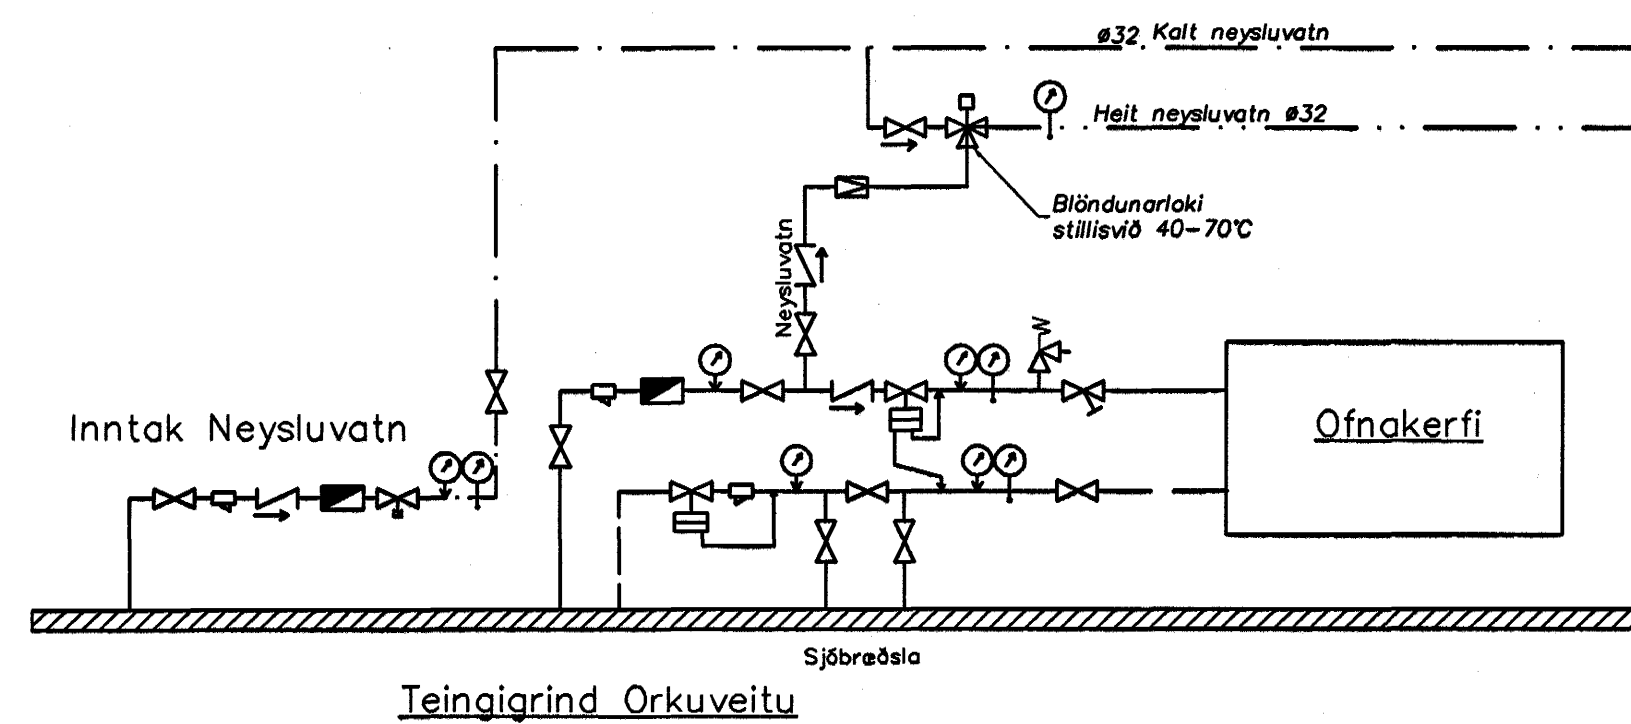 ø32 Kalt neysluvatn
Heit neysluvatn ø32
Blöndunarloki
stillisvið 40-70°C
Neysluvatn
Inntak Neysluvatn
Ofnakerfi
Sjóbræðsla
Teingigrind Orkuveitu